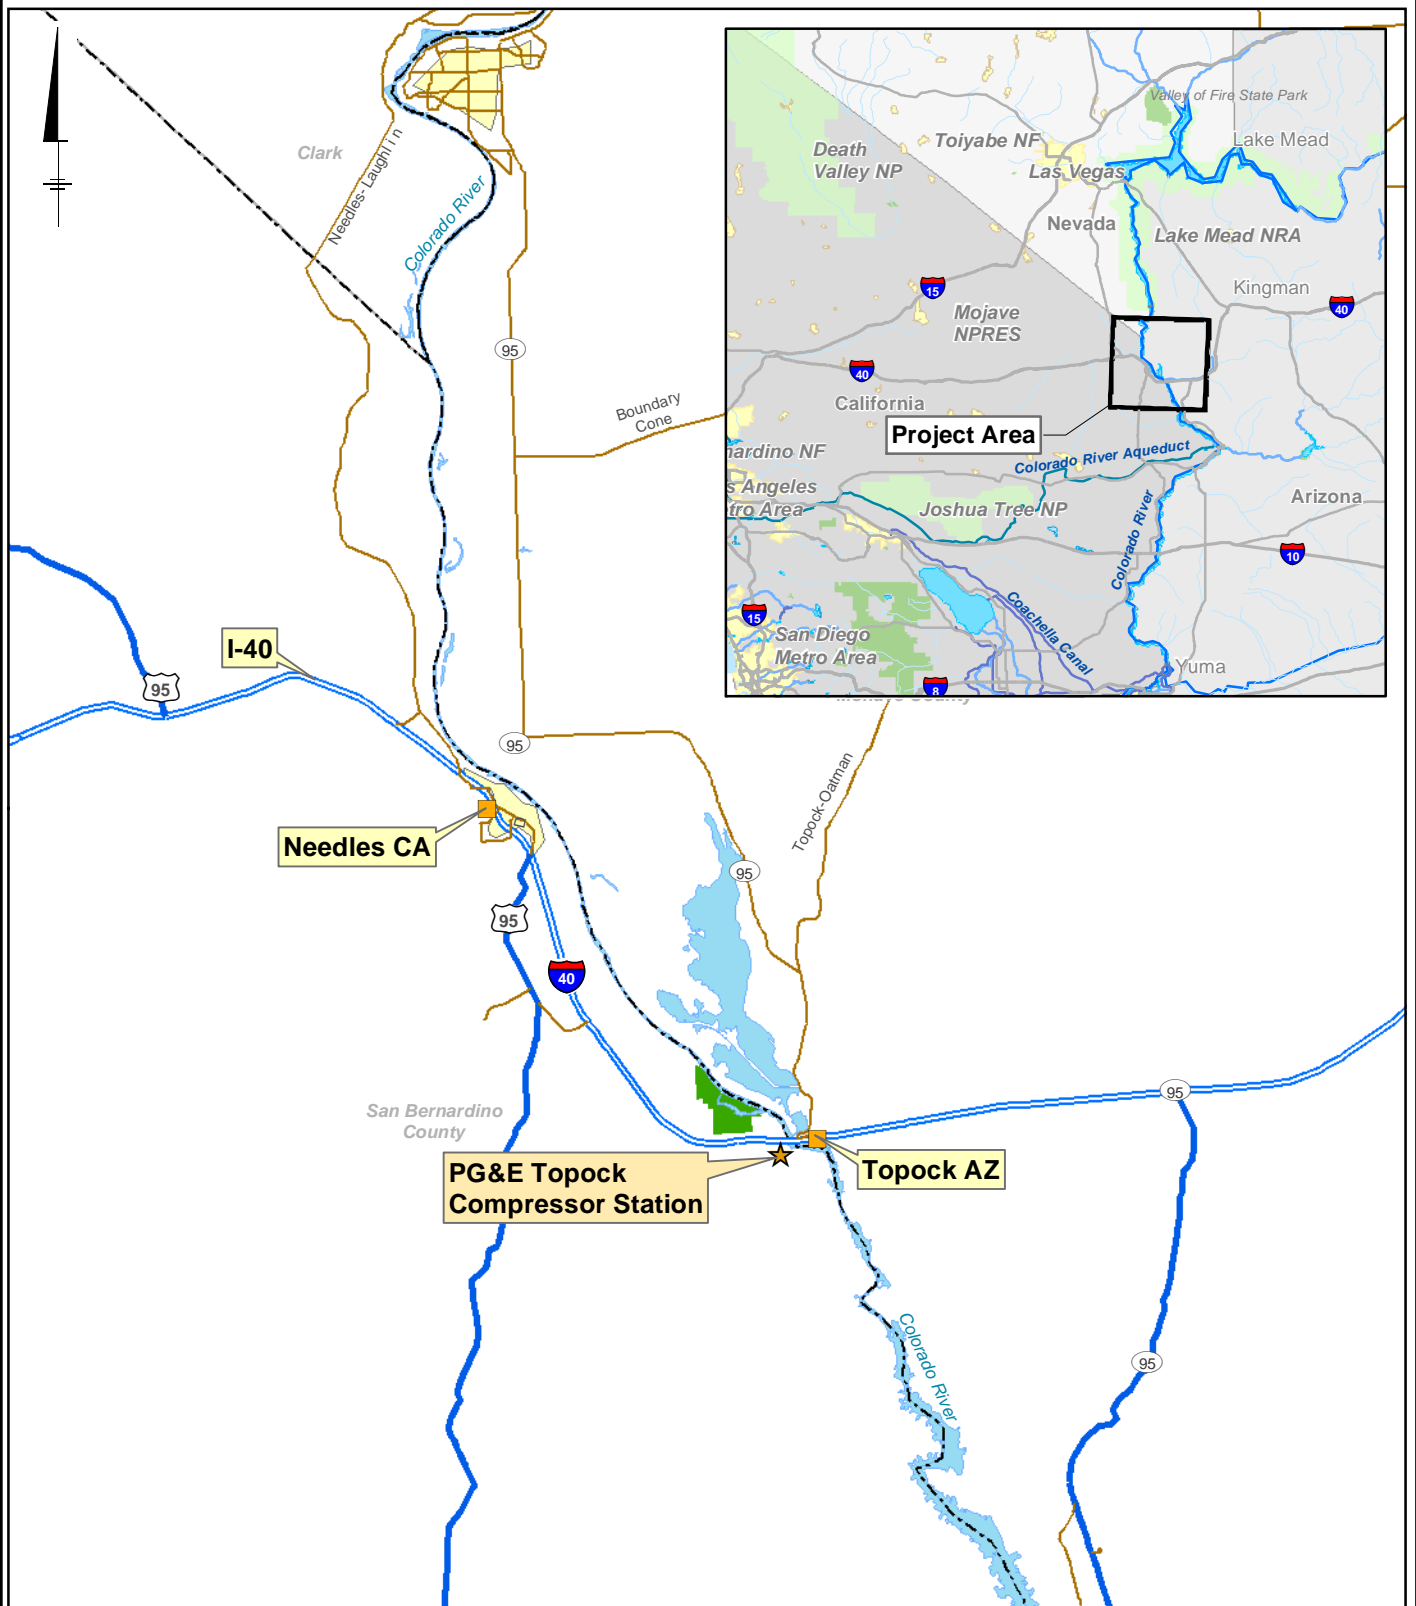 Clark
Needles- Laughl i n
Colorado River
95
Boundary
Cone
I-40
95
95
Needles CA
95
40
95
Topock-Oatman
San Bernardino
County
PG&E Topock
Compressor Station
Topock AZ
95
95
Colorado River
Valley of Fire State Park
Lake Mead
Toiyabe NF
Death
Valley NP
Las Vegas
Nevada
Lake Mead NRA
Kingman
15
40
Mojave
NPRES
40
California
Project Area
nardino NF
Colorado River Aqueduct
s Angeles
tro Area
Joshua Tree NP
Arizona
Colorado River
10
15
Coachella Canal
San Diego
Metro Area
Yuma
8